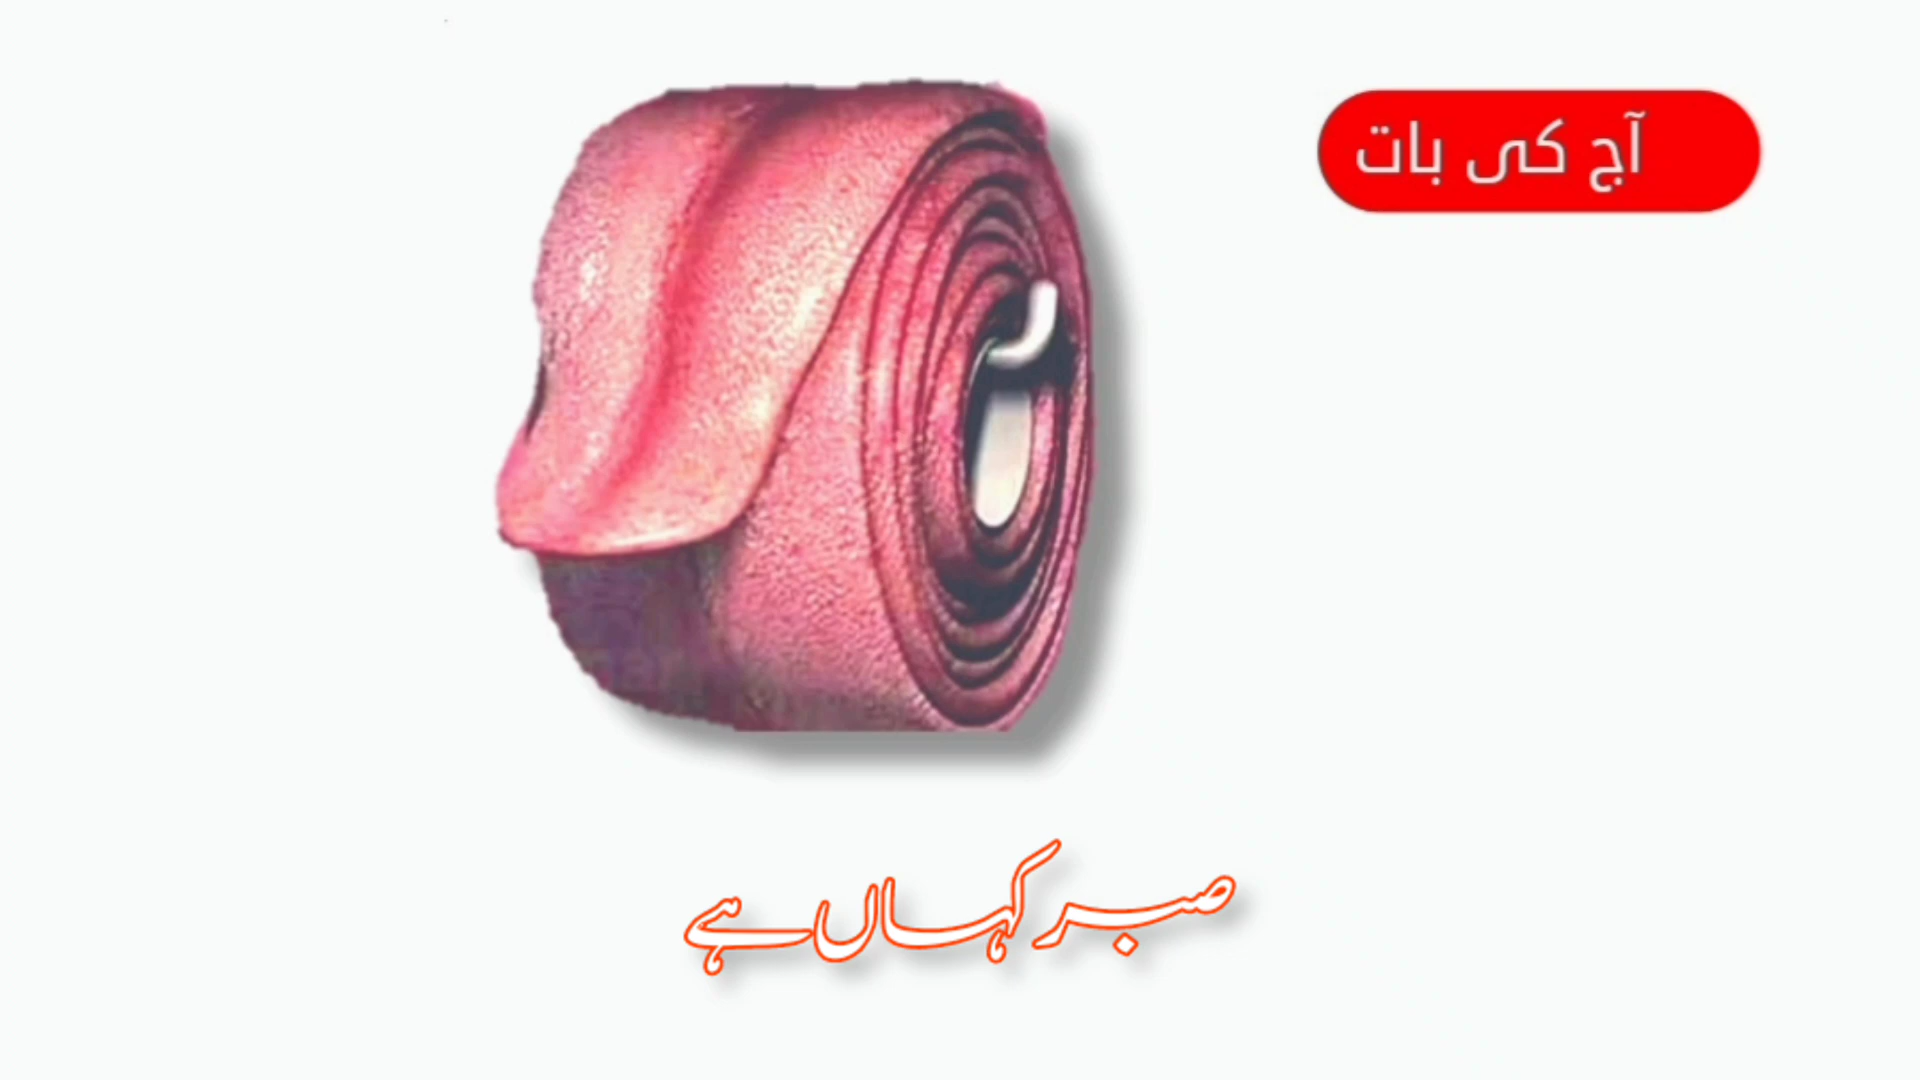 آج کی بات
صبر کہاں ہے